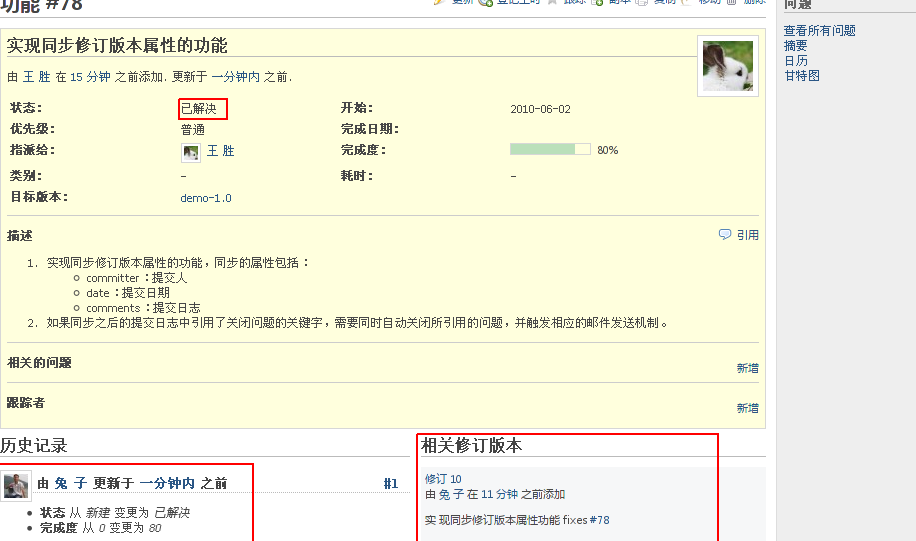 功能 #78
更新 登记工时 跟踪 副本 复制 移动 删除
实现同步修订版本属性的功能
由 王 胜 在 15 分钟 之前添加. 更新于 一分钟内 之前.
状态： 已解决 开始： 2010-06-02
优先级： 普通 完成日期：
指派给： 王 胜 完成度： 80%
类别： - 耗时： -
目标版本： demo-1.0
描述 引用
1. 实现同步修订版本属性的功能，同步的属性包括：
committer：提交人
date：提交日期
comments：提交日志
2. 如果同步之后的提交日志中引用了关闭问题的关键字，需要同时自动关闭所引用的问题，并触发相应的邮件发送机制。
相关的问题 新增
跟踪者 新增
历史记录
由 兔 子 更新于 一分钟内 之前 #1
状态 从 新建 变更为 已解决
完成度 从 0 变更为 80
相关修订版本
修订 10
由 兔 子 在 11 分钟 之前添加
实现同步修订版本属性功能 fixes #78
问题
查看所有问题
摘要
日历
甘特图